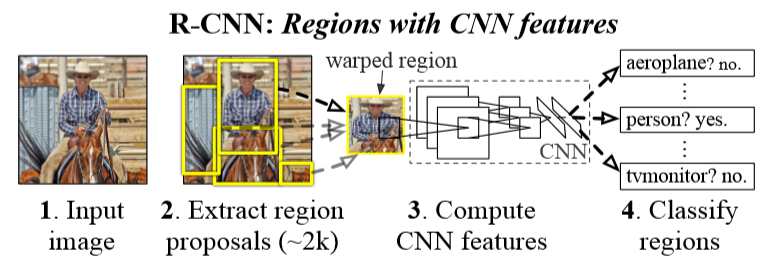 R-CNN: Regions with CNN features
warped region
aeroplane? no.
person? yes.
tvmonitor? no.
CNN
1. Input
image
2. Extract region
proposals (~2k)
3. Compute
CNN features
4. Classify
regions